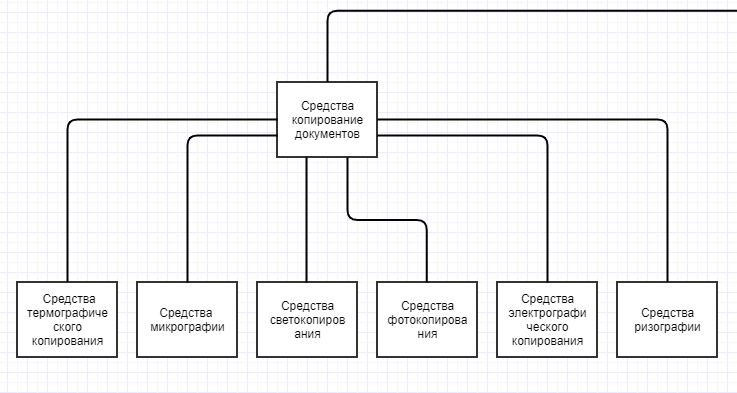 Средства
копирование
документов
Средства
термографиче
ского
копирования
Средства
микрографии
Средства
светокопиров
ания
Средства
фотокопирова
ния
Средства
электрографи
ческого
копирования
Средства
ризографии